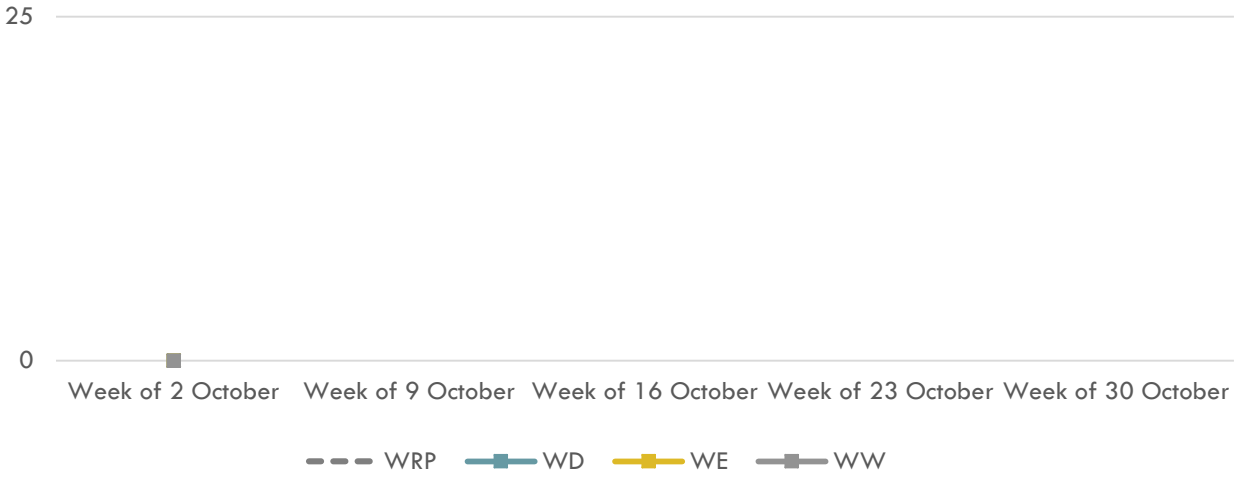 25
0
Week of 2 October Week of 9 October Week of 16 October Week of 23 October Week of 30 October
WRP WD WE WW